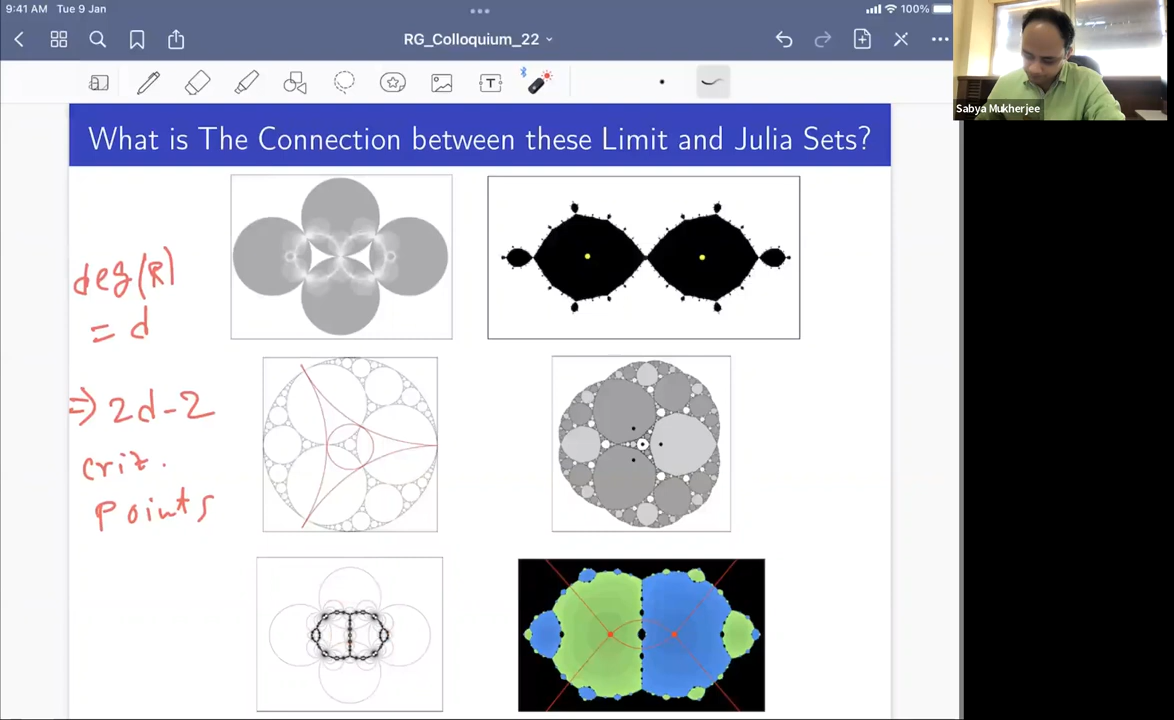 9:41 AM Tue 9 Jan
100%
RG_Colloquium_22
T
Sabya Mukherjee
What is The Connection between these Limit and Julia Sets?
deg(R)
= d
⇒ 2d-2
crit.
points